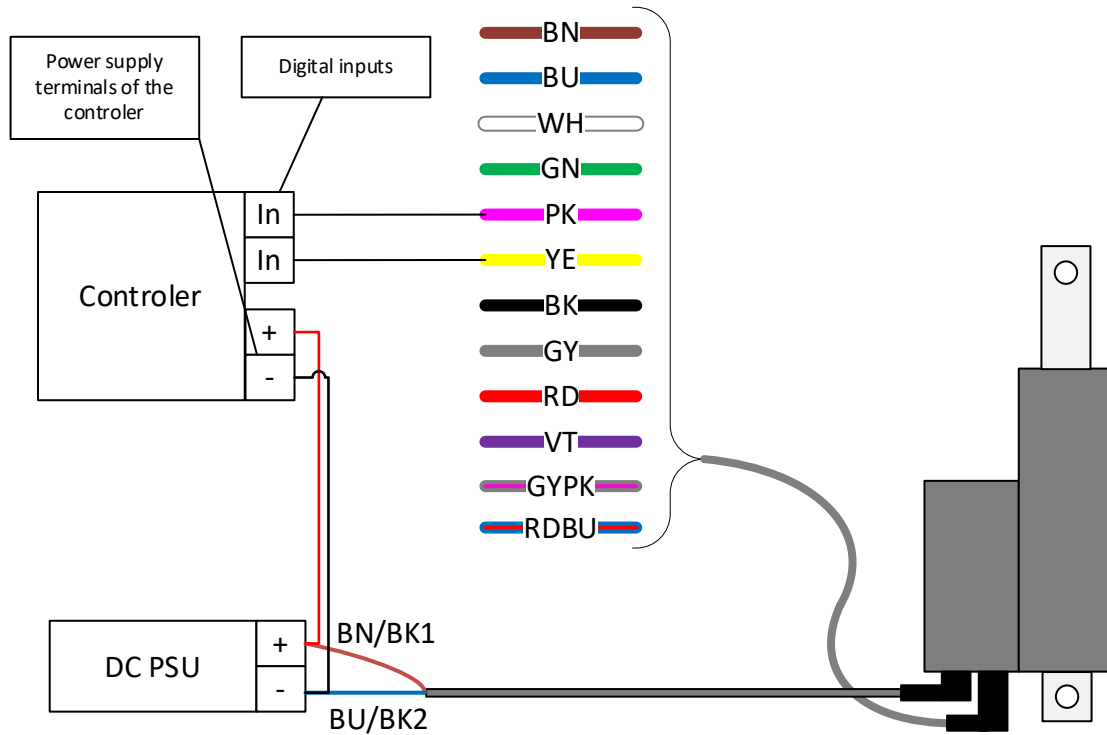 Power supply
terminals of the
controler
Digital inputs
BN
BU
WH
GN
PK
YE
BK
GY
RD
VT
GYPK
RDBU
In
In
Controler
+
-
DC PSU
+
-
BN/BK1
BU/BK2